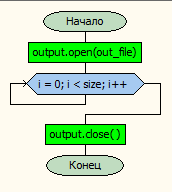 Начало
output.open(out_file)
i = 0; i < size; i++
output.close()
Конец